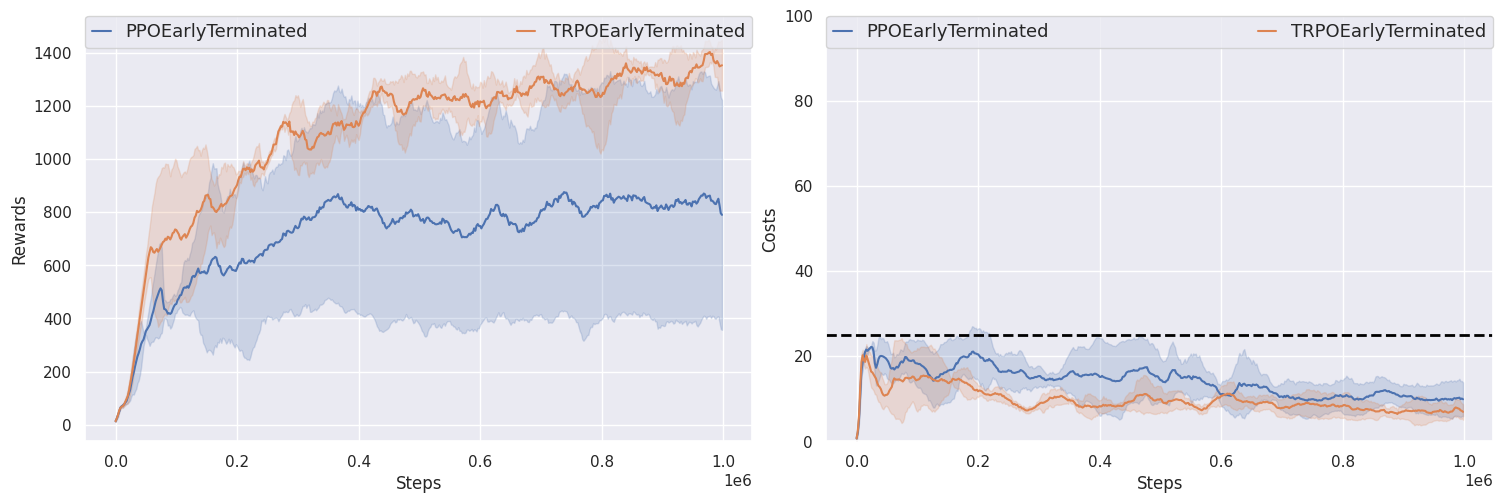 PPOEarlyTerminated TRPOEarlyTerminated
1400
1200
1000
800
600
400
200
0
Rewards
0.0 0.2 0.4 0.6 0.8 1.0
1e6
Steps
PPOEarlyTerminated TRPOEarlyTerminated
100
80
60
40
20
0
Costs
0.0 0.2 0.4 0.6 0.8 1.0
1e6
Steps